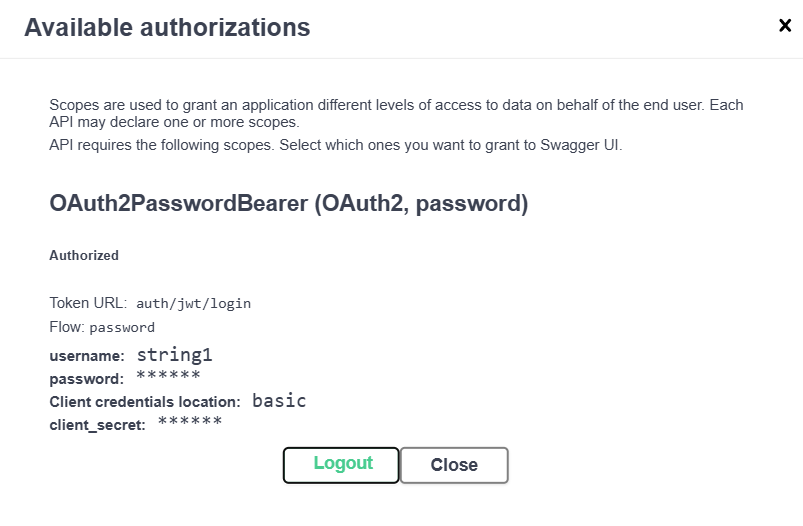 Available authorizations
×
Scopes are used to grant an application different levels of access to data on behalf of the end user. Each
API may declare one or more scopes.
API requires the following scopes. Select which ones you want to grant to Swagger UI.
OAuth2PasswordBearer (OAuth2, password)
Authorized
Token URL: auth/jwt/login
Flow: password
username: string1
password: ******
Client credentials location: basic
client_secret: ******
Logout Close